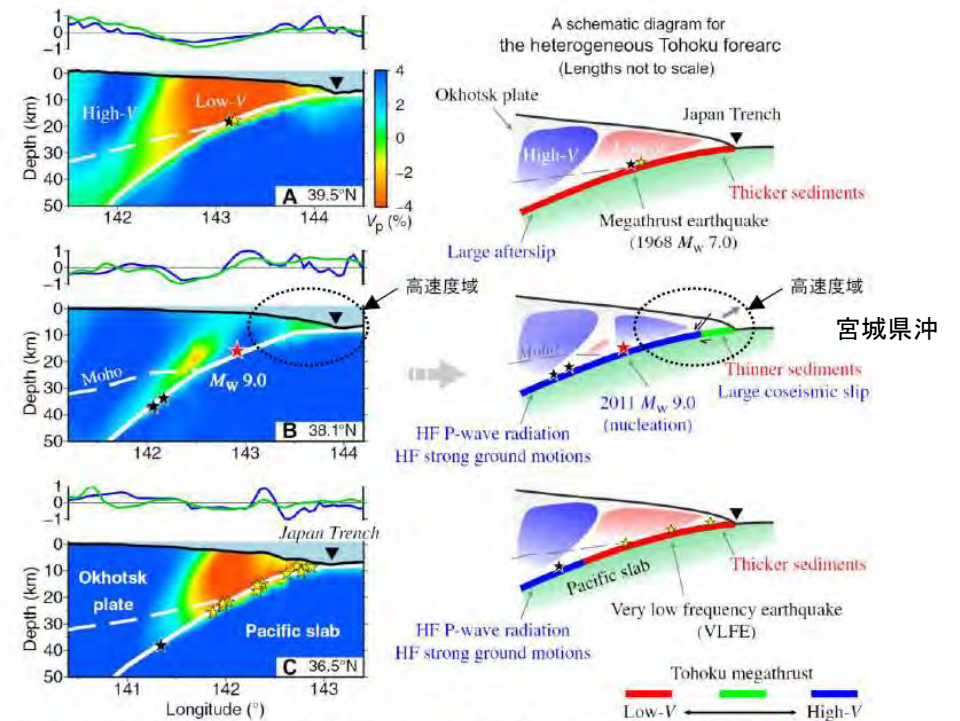 A schematic diagram for
the heterogeneous Tohoku forearc
(Lengths not to scale)
1
0
−1
0
10
20
30
40
50
Depth (km)
High-V
Low-V
A 39.5°N
142
143
144
4
2
0
−2
−4
Vp (%)
Okhotsk plate
Japan Trench
High-V
Thicker sediments
Megathrust earthquake
(1968 Mw 7.0)
Large afterslip
1
0
−1
高速度域
0
10
20
30
40
50
Depth (km)
Moho
Mw 9.0
B 38.1°N
142
143
144
高速度域
宮城県沖
Moho
Thinner sediments
Large coseismic slip
2011 Mw 9.0
(nucleation)
HF P-wave radiation
HF strong ground motions
1
0
−1
Japan Trench
0
10
20
30
40
50
Depth (km)
Okhotsk
plate
Pacific slab
C 36.5°N
141
142
143
Longitude (°)
Pacific slab
Thicker sediments
Very low frequency earthquake
(VLFE)
HF P-wave radiation
HF strong ground motions
Tohoku megathrust
Low-V
High-V